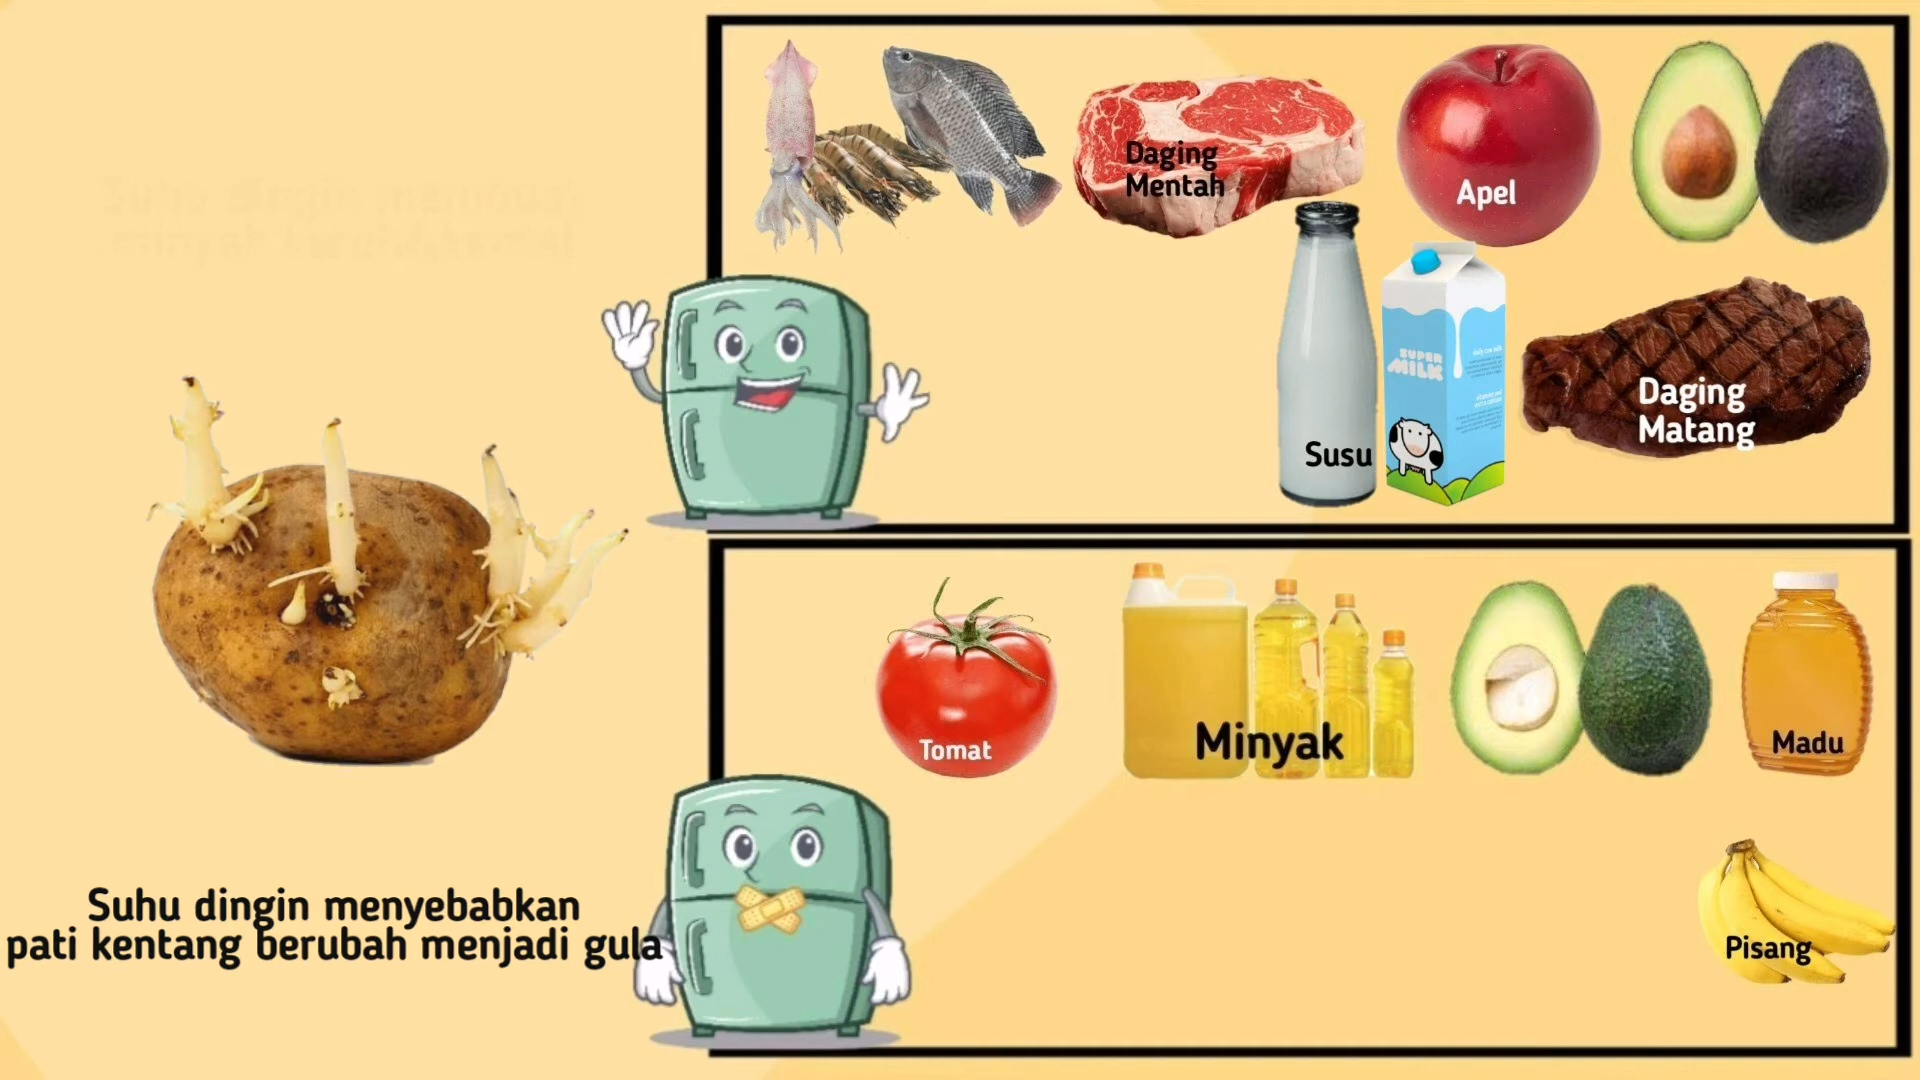 Daging
Mentah
Apel
SUPER
MILK
Susu
Daging
Matang
Tomat
Minyak
Madu
Pisang
Suhu dingin menyebabkan
pati kentang berubah menjadi gula